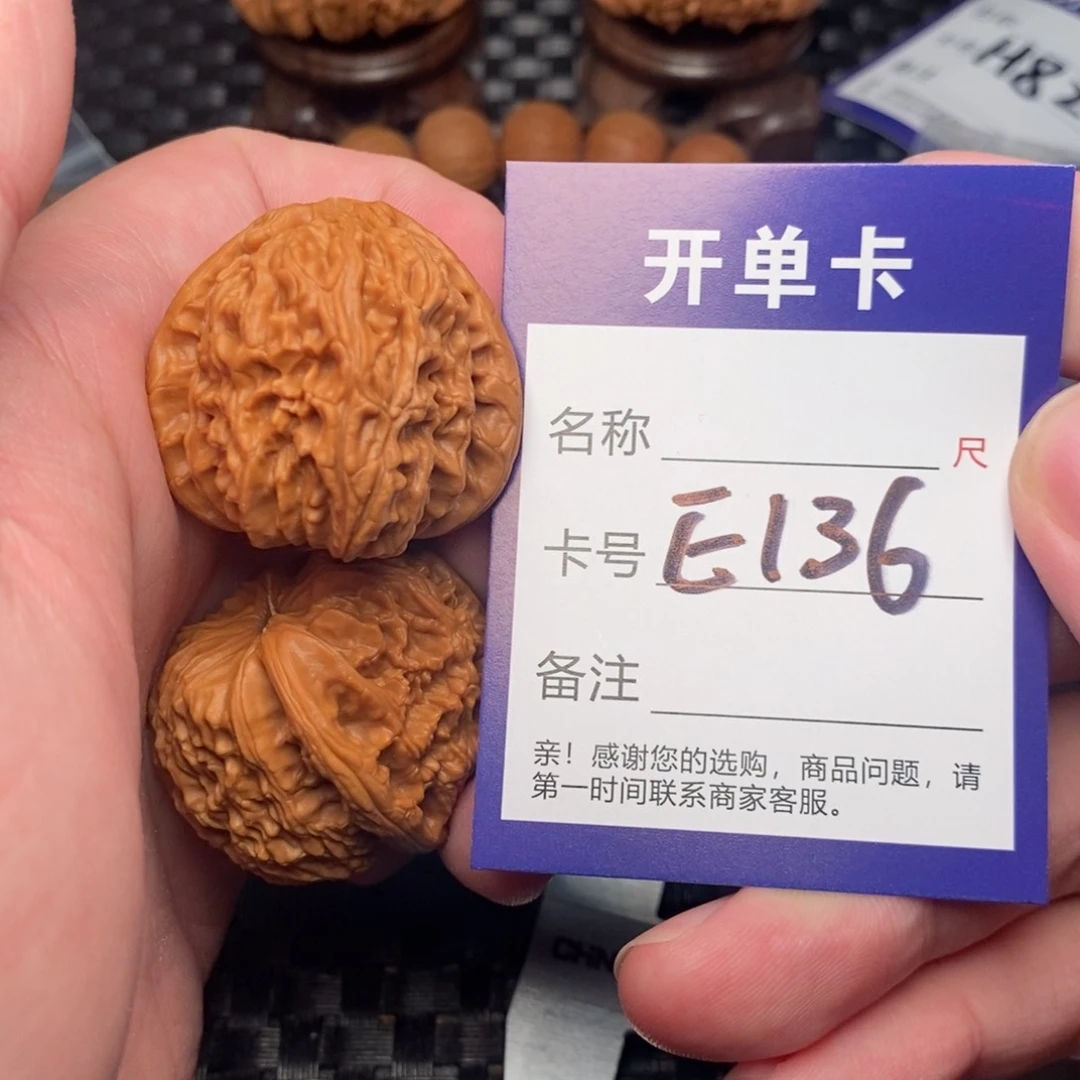 H8
开单卡
名称 尺
卡号 E136
备注
亲！感谢您的选购，商品问题，请
第一时间联系商家客服。